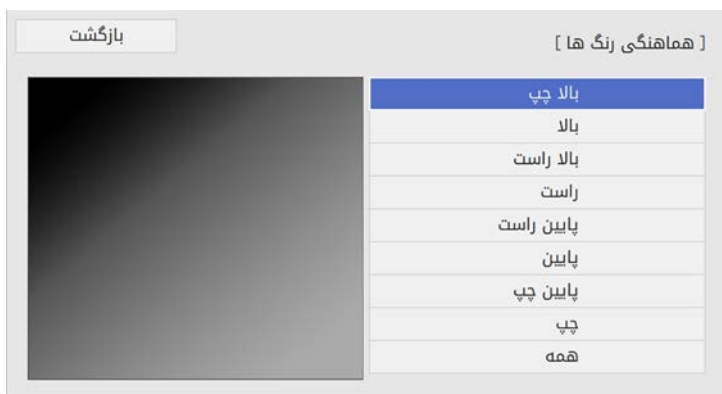 [ هماهنگی رنگ ها ]
بازگشت
بالا چپ
بالا
بالا راست
راست
پایین راست
پایین
پایین چپ
چپ
همه